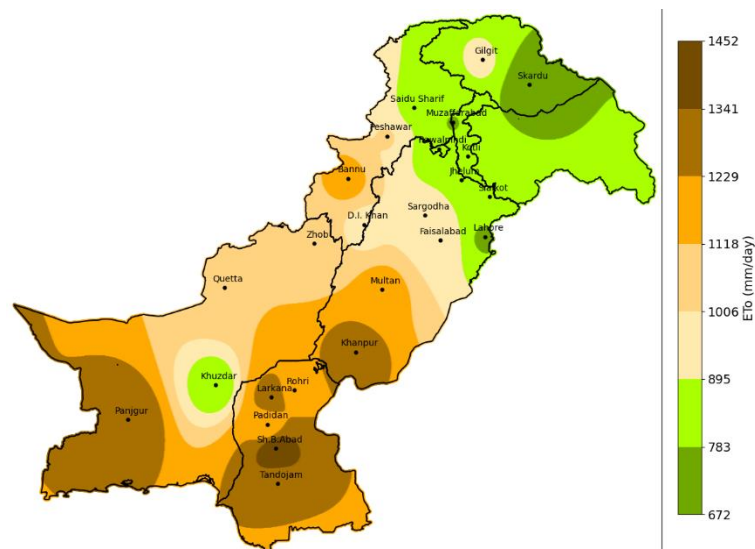 1452
Gilgit
1341
Skardu
Saidu Sharif
Muzaffarabad
Peshawar
Rawalpindi
Kotli
1229
Bannu
Jhelum
Sialkot
Sargodha
D.I. Khan
1118
Zhob
Faisalabad
Lahore
ETo (mm/day)
Quetta
Multan
1006
Khanpur
895
Khuzdar
Rohri
Larkana
Panjgur
Padidan
783
Sh.B.Abad
Tandojam
672